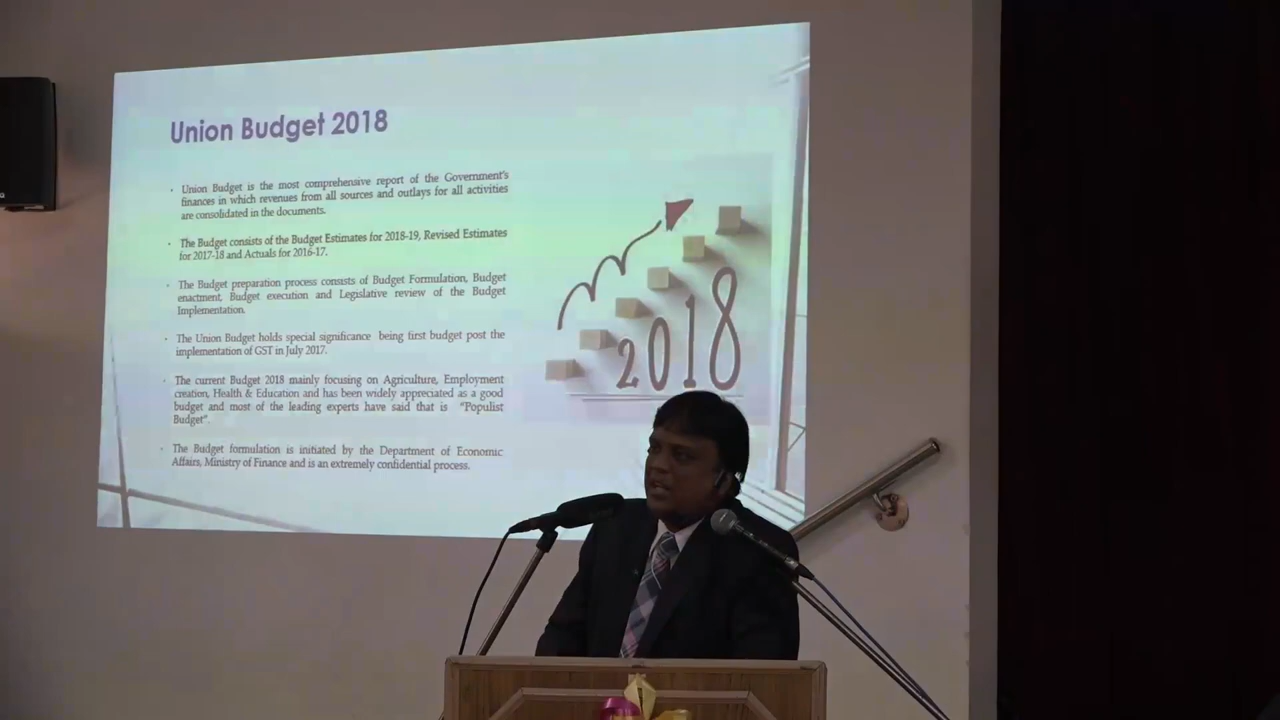 Union Budget 2018
· Union Budget is the most comprehensive report of the Government's
finances in which revenues from all sources and outlays for all activities
are consolidated in the documents.
· The Budget consists of the Budget Estimates for 2018-19, Revised Estimates
for 2017-18 and Actuals for 2016-17.
· The Budget preparation process consists of Budget Formulation, Budget
enactment, Budget execution and Legislative review of the Budget
Implementation.
· The Union Budget holds special significance being first budget post the
implementation of GST in July 2017.
· The current Budget 2018 mainly focusing on Agriculture, Employment
creation, Health & Education and has been widely appreciated as a good
budget and most of the leading experts have said that is "Populist
Budget".
· The Budget formulation is initiated by the Department of Economic
Affairs, Ministry of Finance and is an extremely confidential process.
2018